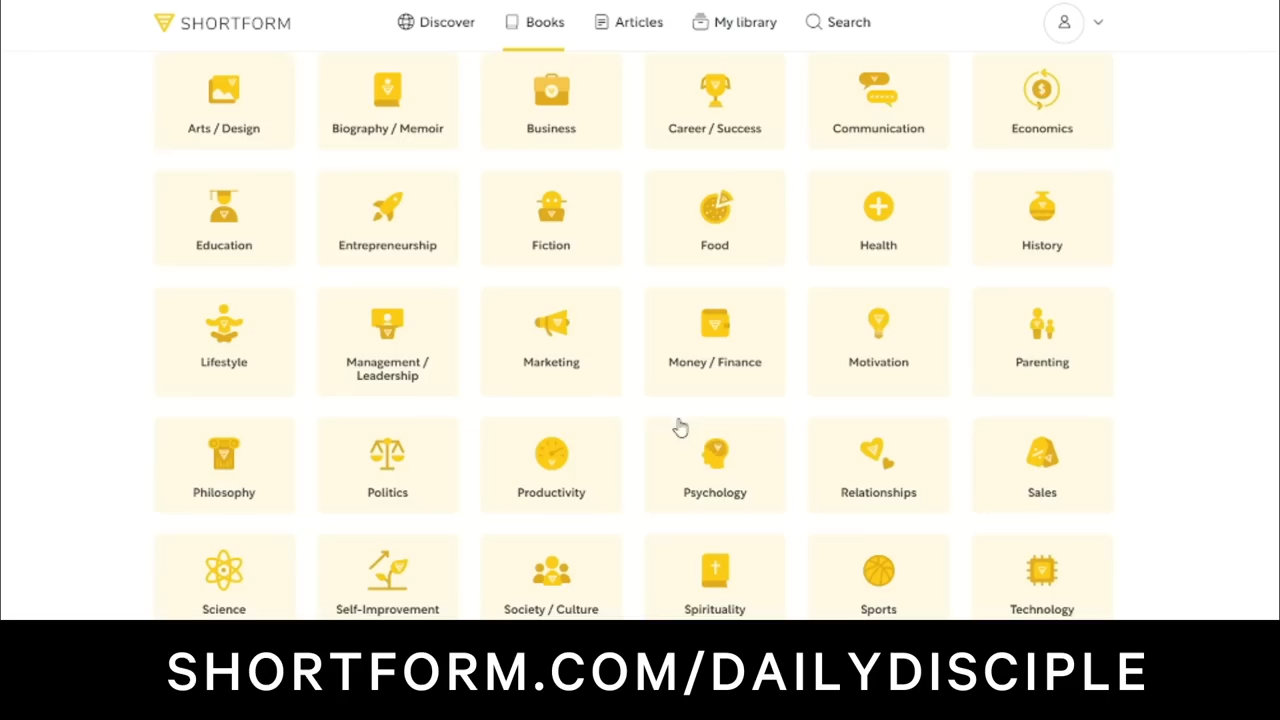 SHORTFORM
Discover
Books
Articles
My library
Search
Arts / Design
Biography / Memoir
Business
Career / Success
Communication
Economics
Education
Entrepreneurship
Fiction
Food
Health
History
Lifestyle
Management /
Leadership
Marketing
Money / Finance
Motivation
Parenting
Philosophy
Politics
Productivity
Psychology
Relationships
Sales
Science
Self-Improvement
Society / Culture
Spirituality
Sports
Technology
SHORTFORM.COM/DAILYDISCIPLE